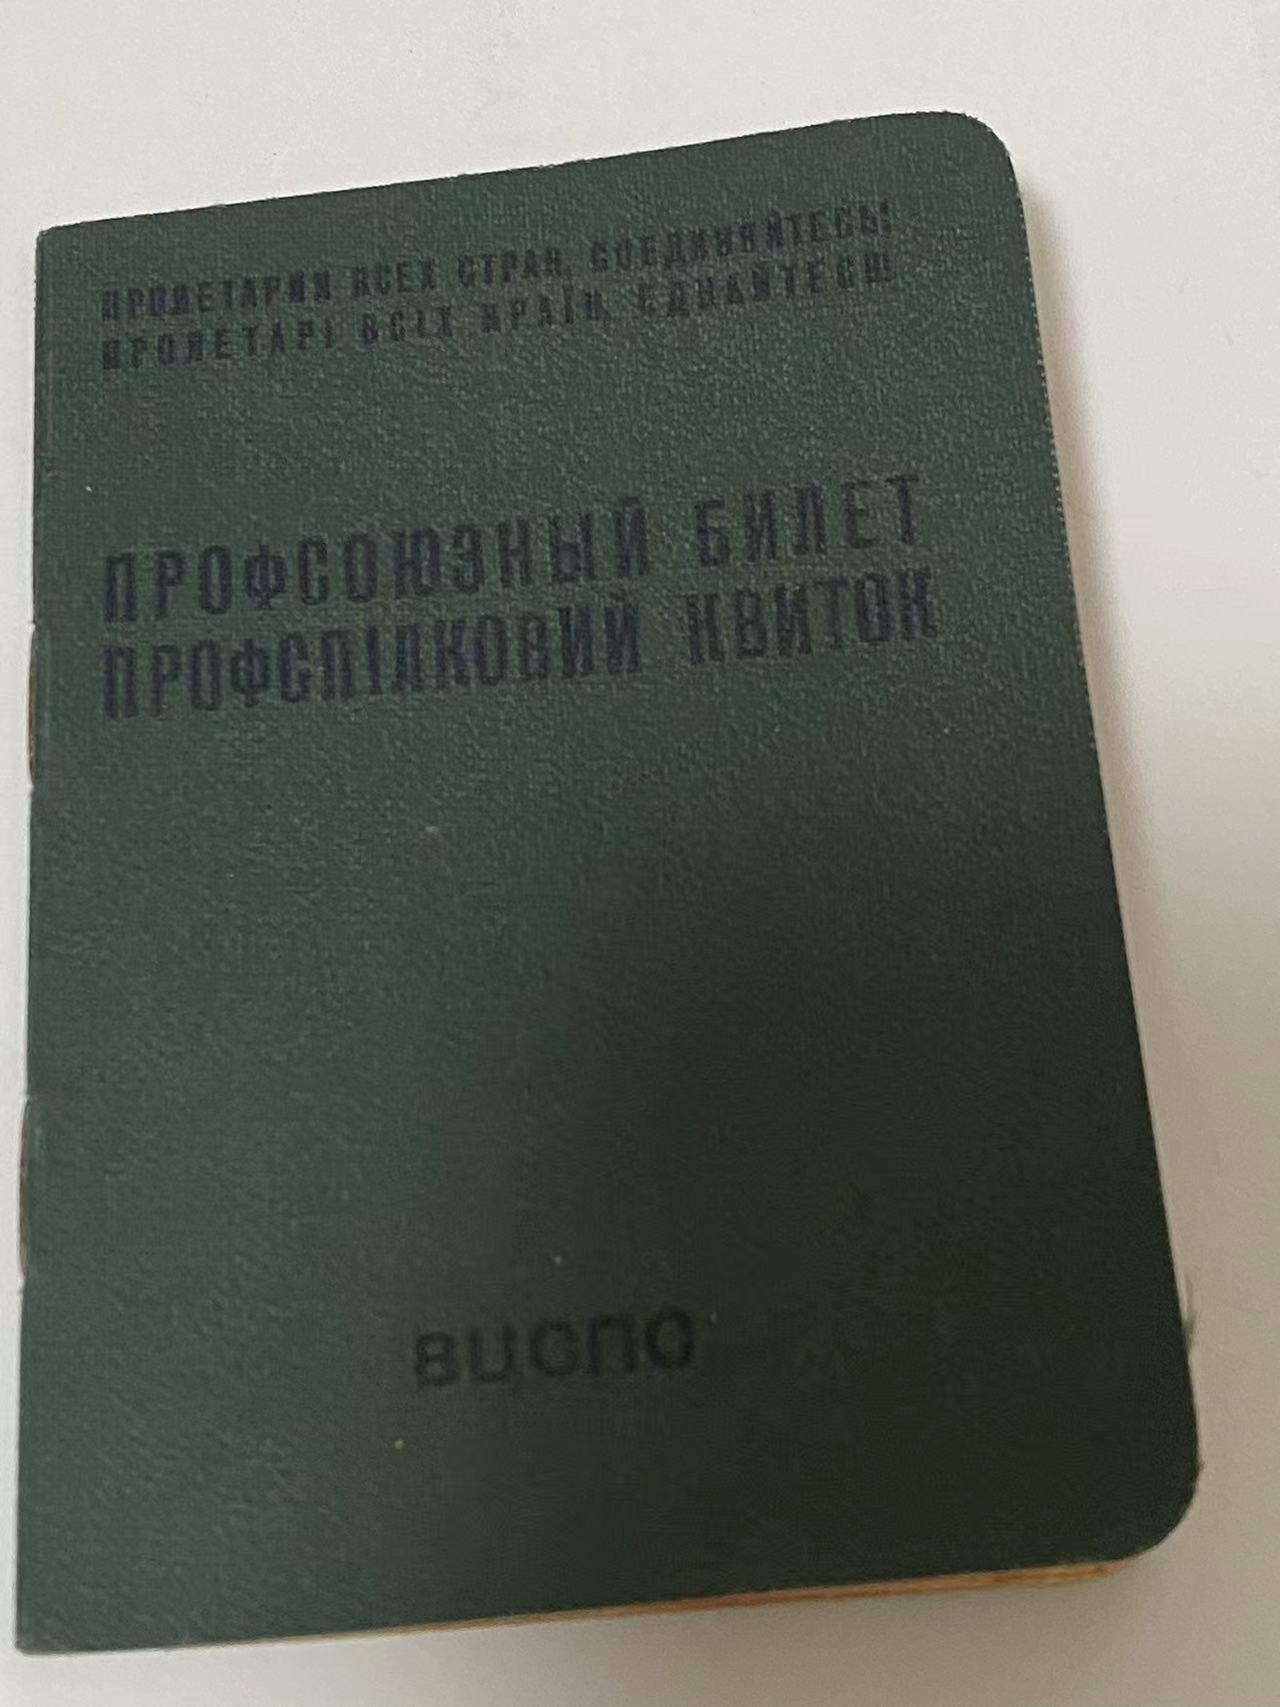 ПРОЛЕТАРИИ ВСЕХ СТРАН, СОЕДИНЯЙТЕСЬ!
ПРОЛЕТАРІ ВСІХ КРАЇН, ЄДНАЙТЕСЯ!
ПРОФСОЮЗНЫЙ БИЛЕТ
ПРОФСПІЛКОВИЙ КВИТОК
ВЦСПС